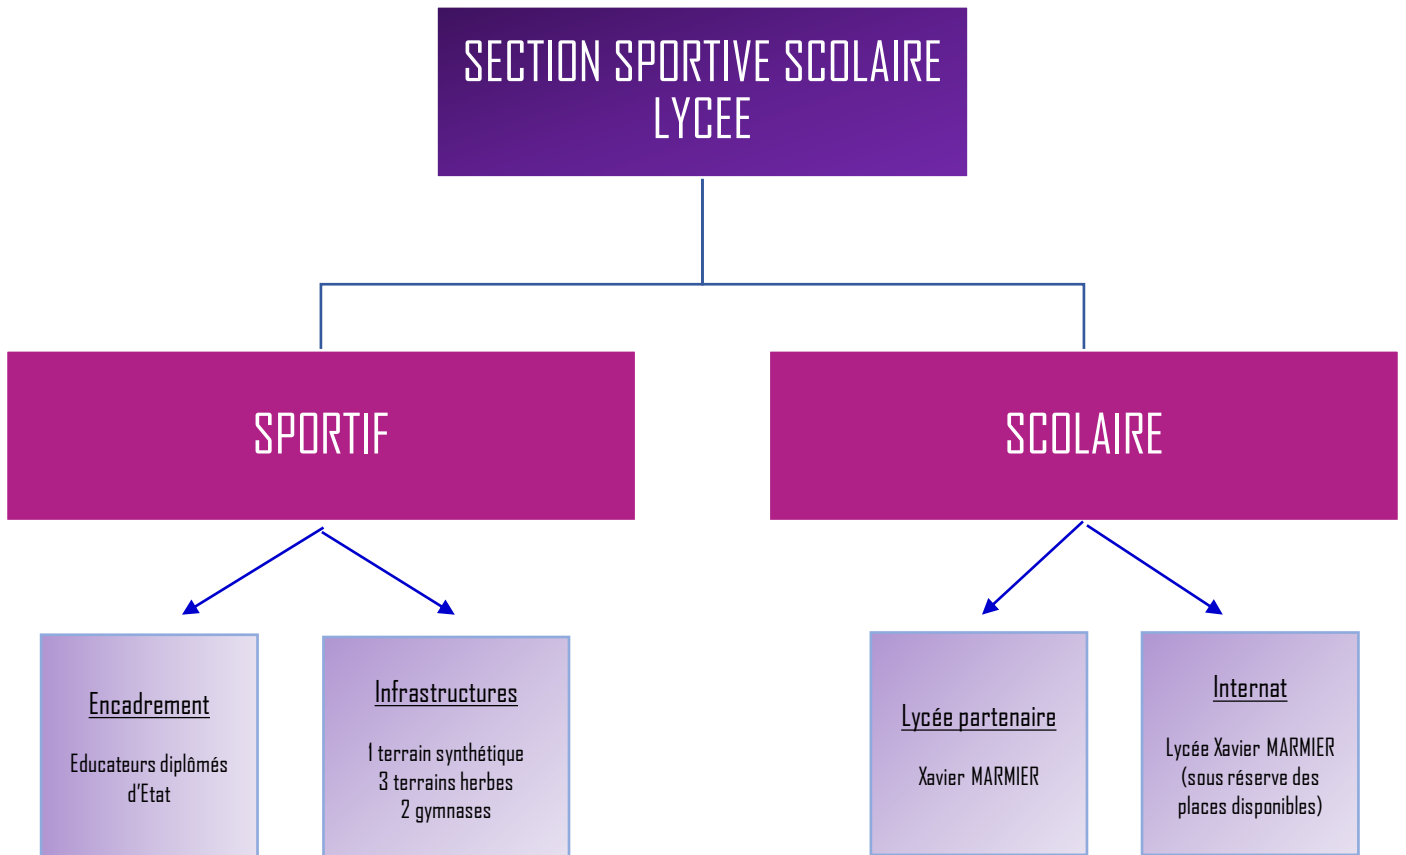 SECTION SPORTIVE SCOLAIRE
LYCEE
SPORTIF
SCOLAIRE
Encadrement
Educateurs diplômés
d'Etat
Infrastructures
1 terrain synthétique
3 terrains herbes
2 gymnases
Lycée partenaire
Xavier MARMIER
Internat
Lycée Xavier MARMIER
(sous réserve des
places disponibles)